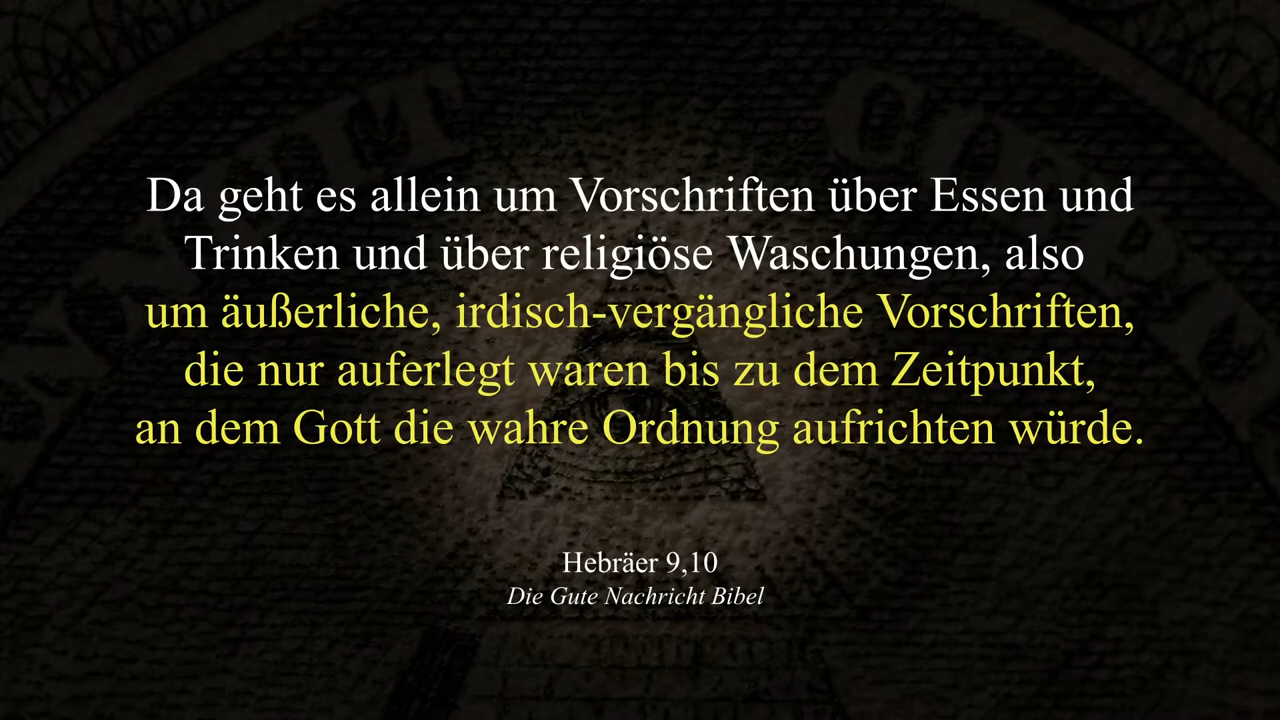 Da geht es allein um Vorschriften über Essen und
Trinken und über religiöse Waschungen, also
um äußerliche, irdisch-vergängliche Vorschriften,
die nur auferlegt waren bis zu dem Zeitpunkt,
an dem Gott die wahre Ordnung aufrichten würde.
Hebräer 9,10
Die Gute Nachricht Bibel